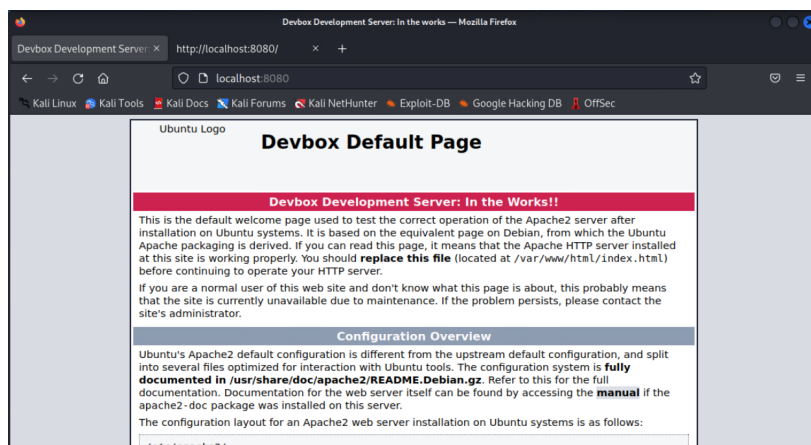 Devbox Development Server: In the works — Mozilla Firefox
Devbox Development Server: ×
http://localhost:8080/ × +
localhost:8080
Kali Linux Kali Tools Kali Docs Kali Forums Kali NetHunter Exploit-DB Google Hacking DB OffSec
Ubuntu Logo
Devbox Default Page
Devbox Development Server: In the Works!!
This is the default welcome page used to test the correct operation of the Apache2 server after
installation on Ubuntu systems. It is based on the equivalent page on Debian, from which the Ubuntu
Apache packaging is derived. If you can read this page, it means that the Apache HTTP server installed
at this site is working properly. You should replace this file (located at /var/www/html/index.html)
before continuing to operate your HTTP server.
If you are a normal user of this web site and don't know what this page is about, this probably means
that the site is currently unavailable due to maintenance. If the problem persists, please contact the
site's administrator.
Configuration Overview
Ubuntu's Apache2 default configuration is different from the upstream default configuration, and split
into several files optimized for interaction with Ubuntu tools. The configuration system is fully
documented in /usr/share/doc/apache2/README.Debian.gz. Refer to this for the full
documentation. Documentation for the web server itself can be found by accessing the manual if the
apache2-doc package was installed on this server.
The configuration layout for an Apache2 web server installation on Ubuntu systems is as follows: